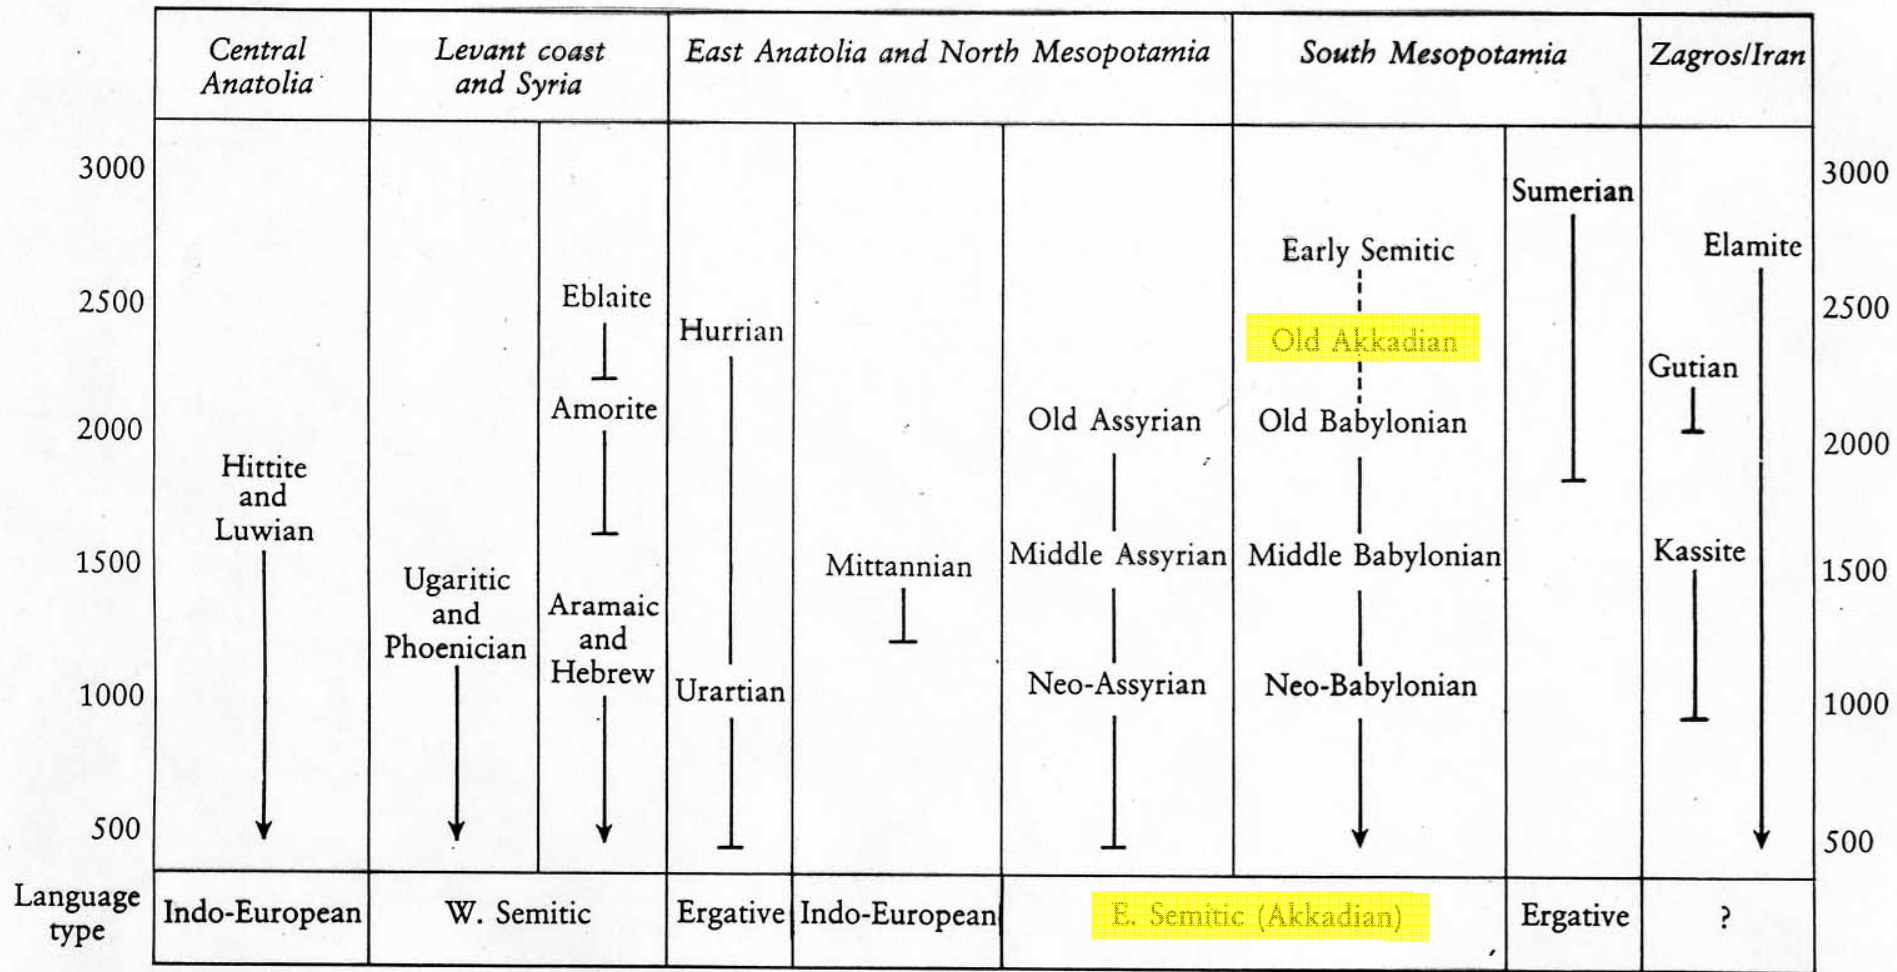 Central
Anatolia
Levant coast
and Syria
East Anatolia and North Mesopotamia
South Mesopotamia
Zagros/Iran
3000
2500
2000
1500
1000
500
Hittite
and
Luwian
Ugaritic
and
Phoenician
Eblaite
Amorite
Aramaic
and
Hebrew
Hurrian
Urartian
Mittannian
Old Assyrian
Middle Assyrian
Neo-Assyrian
Early Semitic
Old Akkadian
Old Babylonian
Middle Babylonian
Neo-Babylonian
Sumerian
Gutian
Kassite
Elamite
3000
2500
2000
1500
1000
500
Language
type
Indo-European
W. Semitic
Ergative
Indo-European
E. Semitic (Akkadian)
Ergative
?